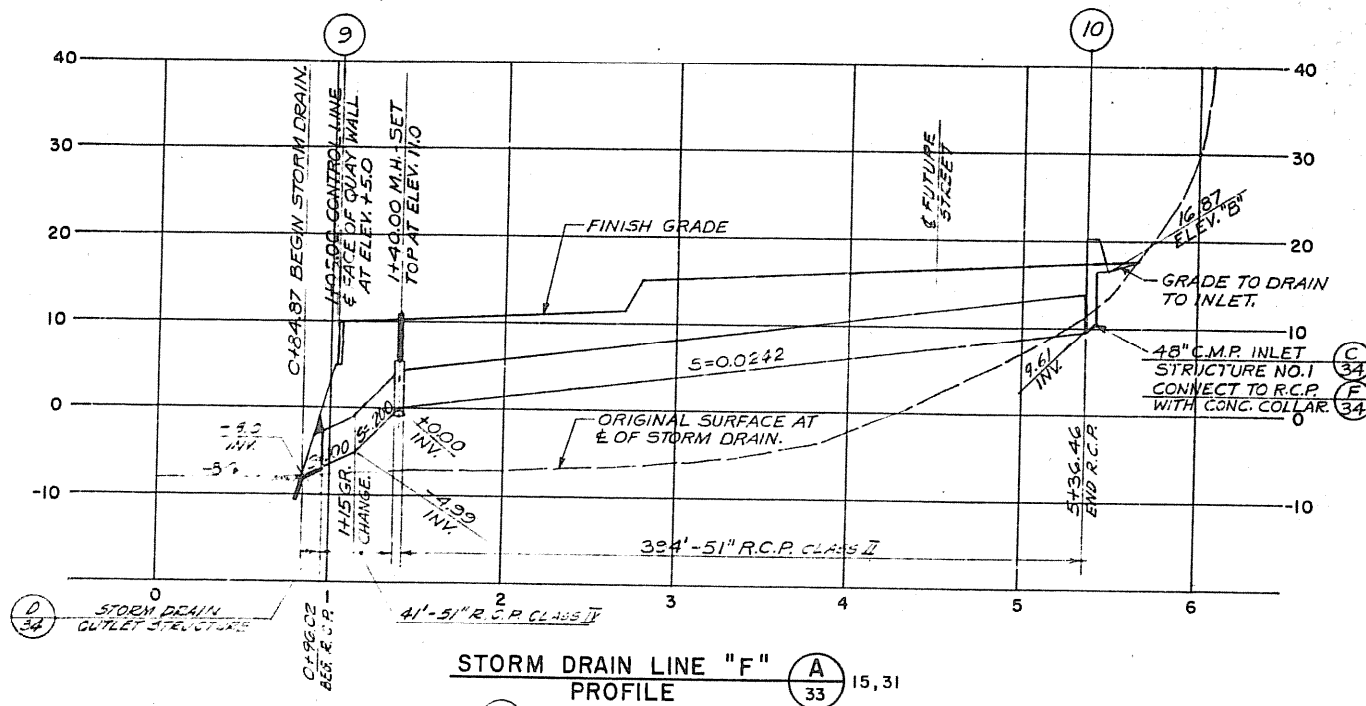 9
10
40
30
20
10
0
-10
40
30
20
10
0
-10
0+84.87 BEGIN STORM DRAIN.
1+05.00 CONTROL LINE
& FACE OF QUAY WALL
AT ELEV. +5.0
1+40.00 M.H.-SET
TOP AT ELEV. 11.0
FINISH GRADE
℄ FUTURE
STREET
16.87
ELEV. "B"
GRADE TO DRAIN
TO INLET.
S=0.0242
9.61
INV.
48" C.M.P. INLET
STRUCTURE NO.1
CONNECT TO R.C.P.
WITH CONC. COLLAR.
C
34
F
34
ORIGINAL SURFACE AT
℄ OF STORM DRAIN.
INV.
S=.200
±0.00
INV.
-4.99
INV.
1+15 GR.
CHANGE.
5+36.46
END R.C.P.
394'-51" R.C.P. CLASS II
0
1
2
3
4
5
6
D
34
STORM DRAIN
OUTLET STRUCTURE
0+96.02
BEG. R.C.P.
41'-51" R.C.P. CLASS IV
STORM DRAIN LINE "F"
PROFILE
A
33
15,31